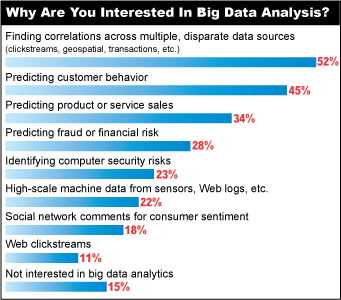 Why Are You Interested In Big Data Analysis?
Finding correlations across multiple, disparate data sources
(clickstreams, geospatial, transactions, etc.)
52%
Predicting customer behavior
45%
Predicting product or service sales
34%
Predicting fraud or financial risk
28%
Identifying computer security risks
23%
High-scale machine data from sensors, Web logs, etc.
22%
Social network comments for consumer sentiment
18%
Web clickstreams
11%
Not interested in big data analytics
15%